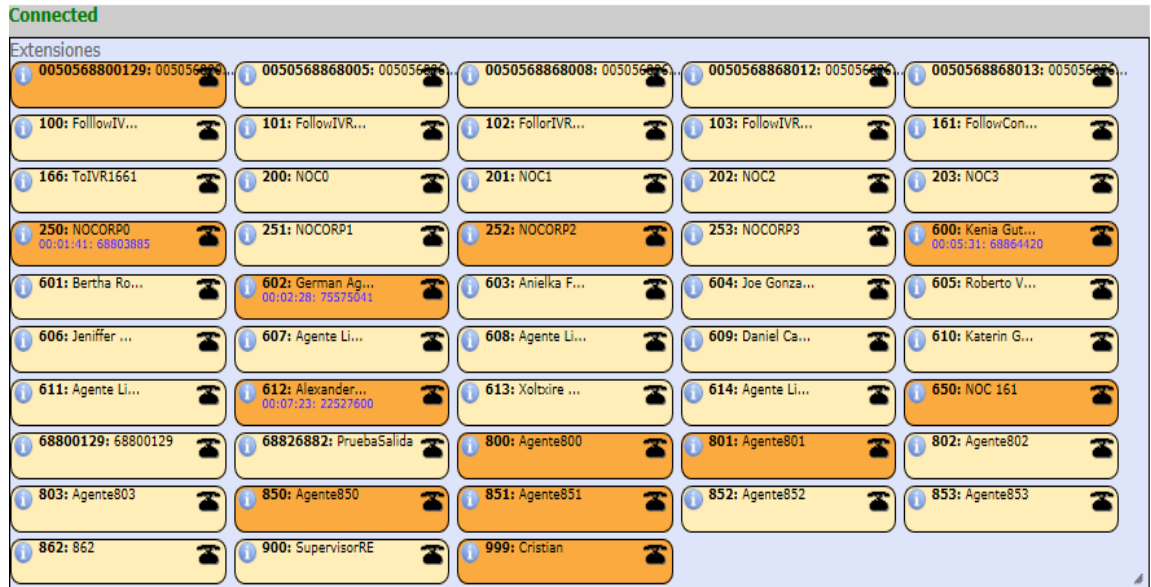 Connected
Extensiones
0050568800129: 005056880...
0050568868005: 005056886...
0050568868008: 005056886...
0050568868012: 005056886...
0050568868013: 005056886...
100: FolllowIV...
101: FollowIVR...
102: FollorIVR...
103: FollowIVR...
161: FollowCon...
166: ToIVR1661
200: NOC0
201: NOC1
202: NOC2
203: NOC3
250: NOCORP0
00:01:41: 68803885
251: NOCORP1
252: NOCORP2
253: NOCORP3
600: Kenia Gut...
00:05:31: 68864420
601: Bertha Ro...
602: German Ag...
00:02:28: 75575041
603: Anielka F...
604: Joe Gonza...
605: Roberto V...
606: Jeniffer ...
607: Agente Li...
608: Agente Li...
609: Daniel Ca...
610: Katerin G...
611: Agente Li...
612: Alexander...
00:07:23: 22527600
613: Xoltxire ...
614: Agente Li...
650: NOC 161
68800129: 68800129
68826882: PruebaSalida
800: Agente800
801: Agente801
802: Agente802
803: Agente803
850: Agente850
851: Agente851
852: Agente852
853: Agente853
862: 862
900: SupervisorRE
999: Cristian